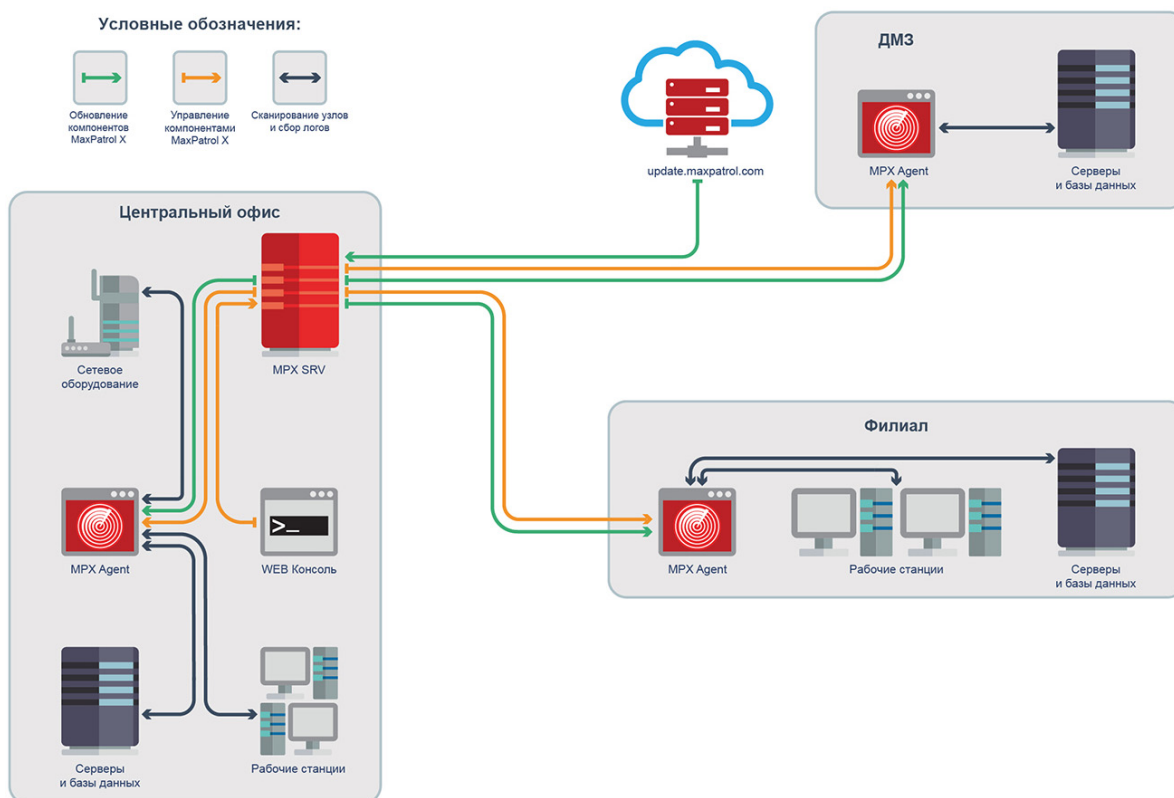 Условные обозначения:
Обновление
компонентов
MaxPatrol X
Управление
компонентами
MaxPatrol X
Сканирование узлов
и сбор логов
update.maxpatrol.com
ДМЗ
MPX Agent
Серверы
и базы данных
Центральный офис
Сетевое
оборудование
MPX SRV
MPX Agent
>_
WEB Консоль
Серверы
и базы данных
Рабочие станции
Филиал
MPX Agent
Рабочие станции
Серверы
и базы данных